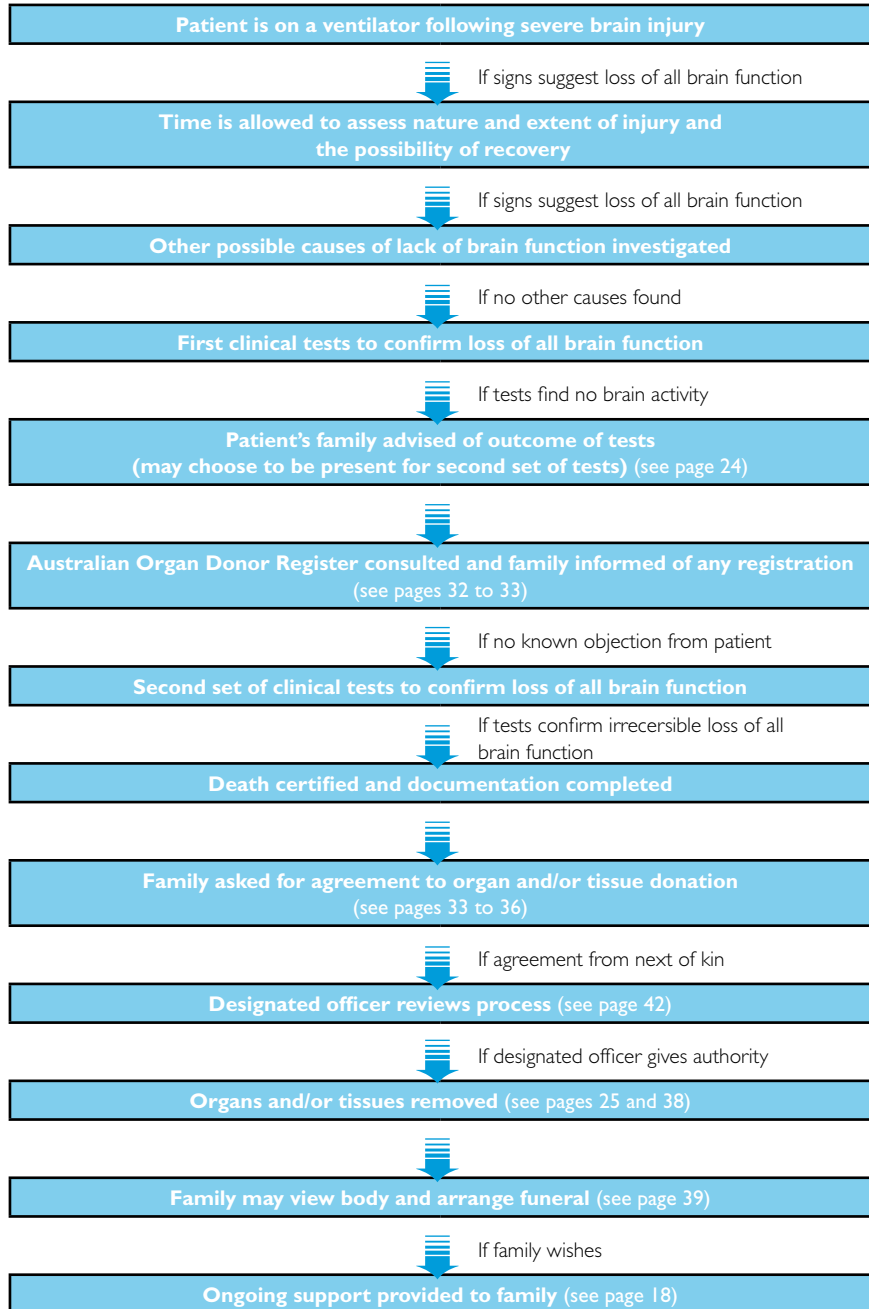 Patient is on a ventilator following severe brain injury
If signs suggest loss of all brain function
Time is allowed to assess nature and extent of injury and
the possibility of recovery
If signs suggest loss of all brain function
Other possible causes of lack of brain function investigated
If no other causes found
First clinical tests to confirm loss of all brain function
If tests find no brain activity
Patient's family advised of outcome of tests
(may choose to be present for second set of tests) (see page 24)
Australian Organ Donor Register consulted and family informed of any registration
(see pages 32 to 33)
If no known objection from patient
Second set of clinical tests to confirm loss of all brain function
If tests confirm irrecersible loss of all
brain function
Death certified and documentation completed
Family asked for agreement to organ and/or tissue donation
(see pages 33 to 36)
If agreement from next of kin
Designated officer reviews process (see page 42)
If designated officer gives authority
Organs and/or tissues removed (see pages 25 and 38)
Family may view body and arrange funeral (see page 39)
If family wishes
Ongoing support provided to family (see page 18)